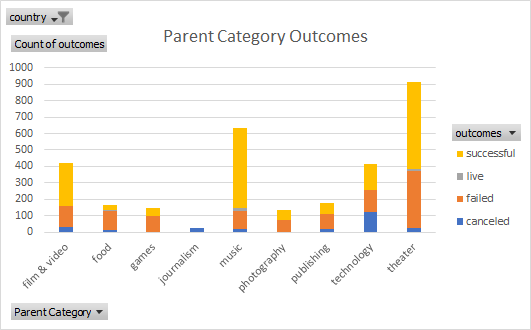 country
Count of outcomes
Parent Category Outcomes
1000
900
800
700
600
500
400
300
200
100
0
film & video
food
games
journalism
music
photography
publishing
technology
theater
outcomes
successful
live
failed
canceled
Parent Category